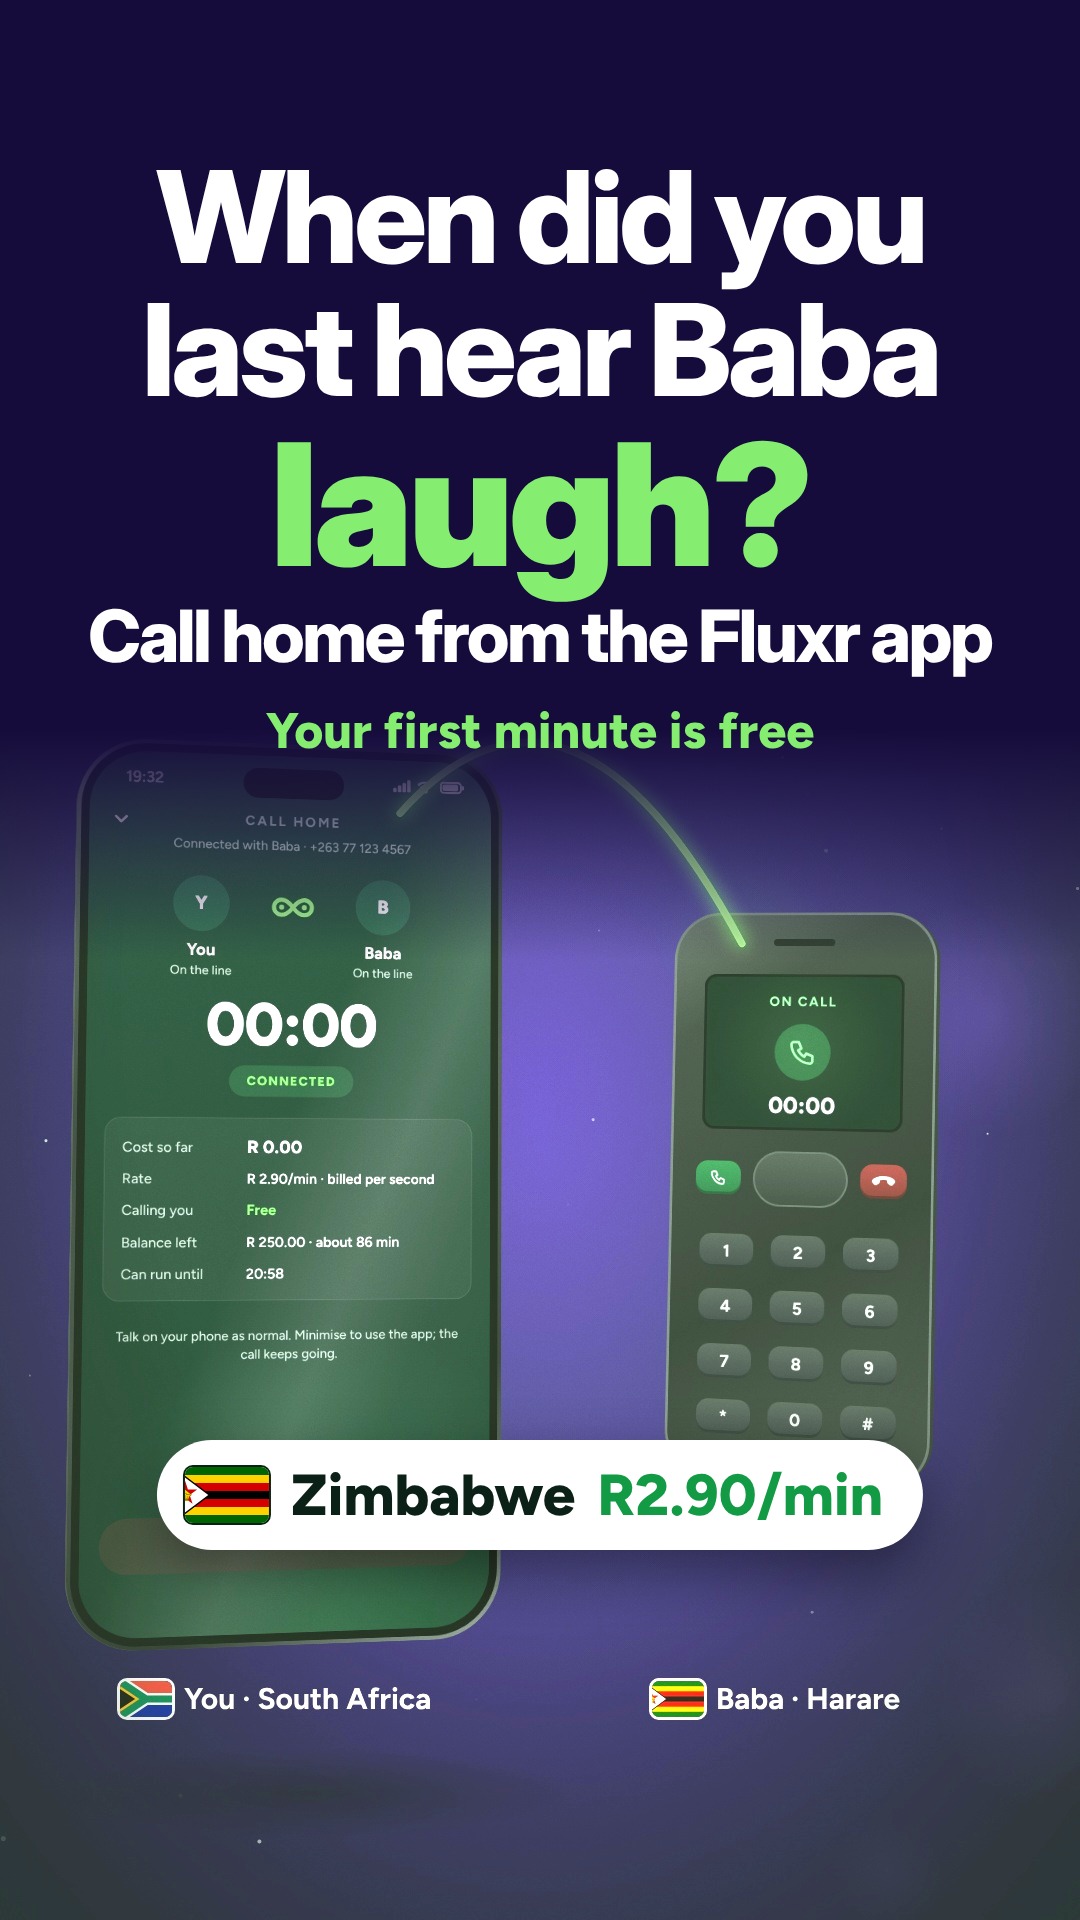 When did you
last hear Baba
laugh?
Call home from the Fluxr app
Your first minute is free
19:32
CALL HOME
Connected with Baba · +263 77 123 4567
Y
B
You
Baba
On the line
On the line
00:00
CONNECTED
Cost so far R 0.00
Rate R 2.90/min · billed per second
Calling you Free
Balance left R 250.00 · about 86 min
Can run until 20:58
Talk on your phone as normal. Minimise to use the app; the
call keeps going.
ON CALL
00:00
1 2 3
4 5 6
7 8 9
* 0 #
Zimbabwe R2.90/min
You · South Africa
Baba · Harare